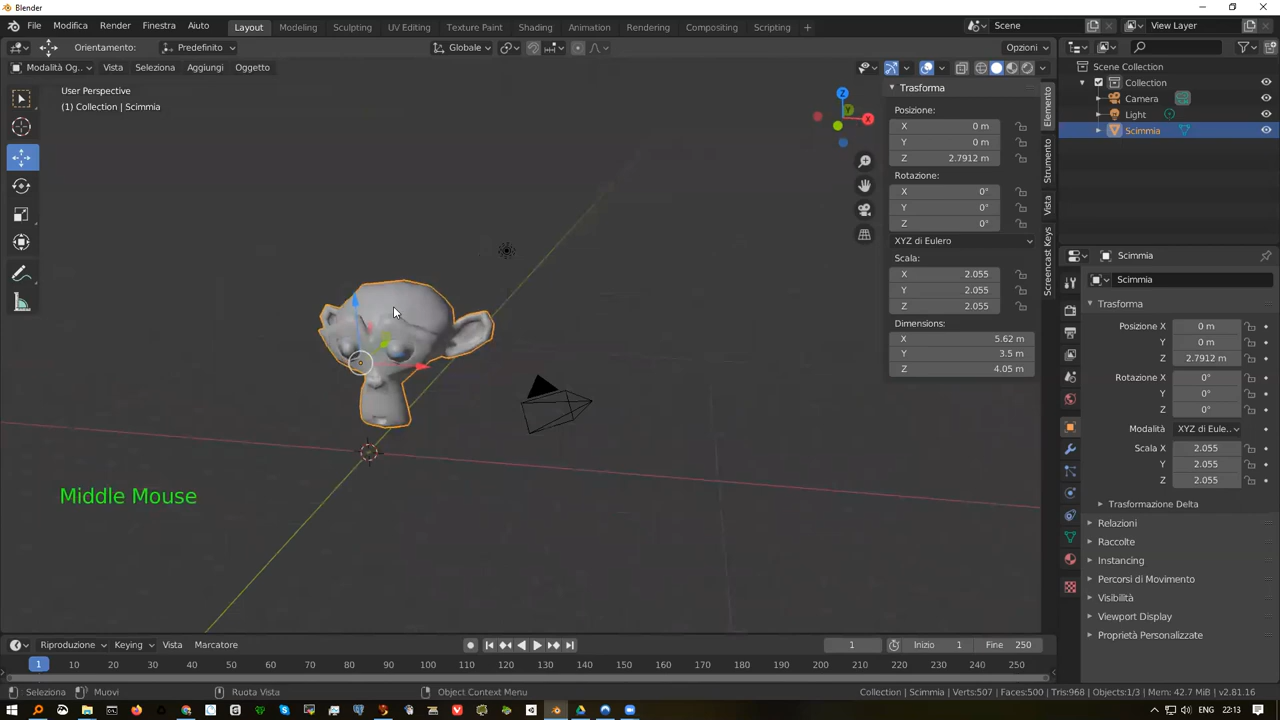 Blender
File Modifica Render Finestra Aiuto Layout Modeling Sculpting UV Editing Texture Paint Shading Animation Rendering Compositing Scripting + Scene View Layer
Orientamento: Predefinito Globale Opzioni
Modalità Og... Vista Seleziona Aggiungi Oggetto
User Perspective
(1) Collection | Scimmia
Z
Y
X
Middle Mouse
Trasforma
Posizione:
X 0 m
Y 0 m
Z 2.7912 m
Rotazione:
X 0°
Y 0°
Z 0°
XYZ di Eulero
Scala:
X 2.055
Y 2.055
Z 2.055
Dimensions:
X 5.62 m
Y 3.5 m
Z 4.05 m
Elemento
Strumento
Vista
Screencast Keys
Scene Collection
Collection
Camera
Light
Scimmia
Scimmia
Scimmia
Trasforma
Posizione X 0 m
Y 0 m
Z 2.7912 m
Rotazione X 0°
Y 0°
Z 0°
Modalità XYZ di Eule..
Scala X 2.055
Y 2.055
Z 2.055
Trasformazione Delta
Relazioni
Raccolte
Instancing
Percorsi di Movimento
Visibilità
Viewport Display
Proprietà Personalizzate
Riproduzione Keying Vista Marcatore 1 Inizio 1 Fine 250
1 10 20 30 40 50 60 70 80 90 100 110 120 130 140 150 160 170 180 190 200 210 220 230 240 250
Seleziona Muovi Ruota Vista Object Context Menu Collection | Scimmia | Verts:507 | Faces:500 | Tris:968 | Objects:1/3 | Mem: 42.7 MiB | v2.81.16
ENG 22:13